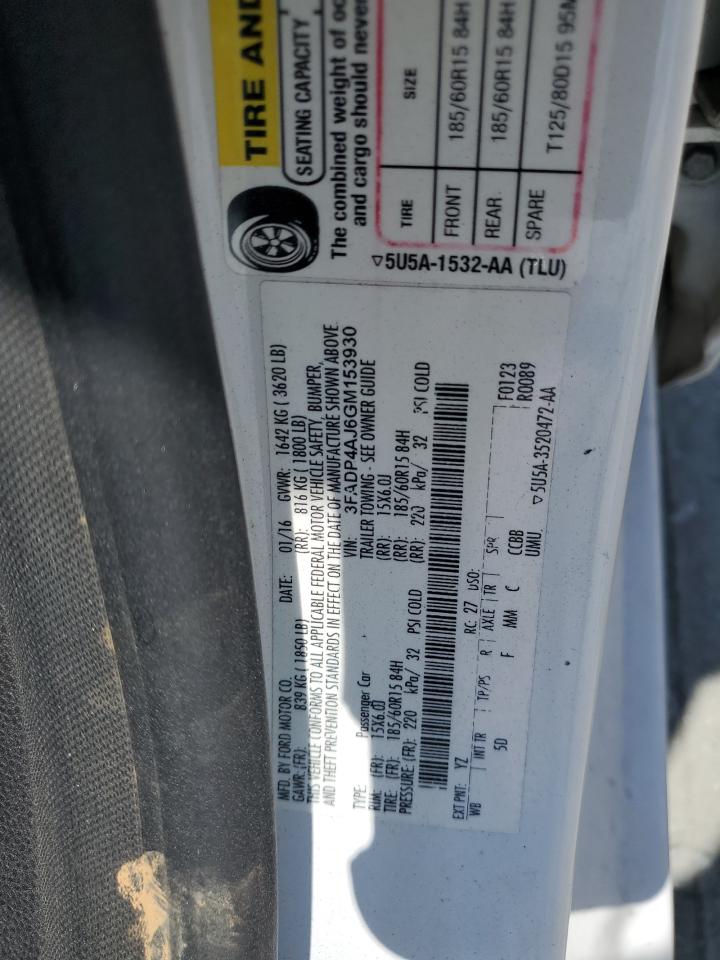 TIRE AND
SEATING CAPACITY
The combined weight of oc
and cargo should never
TIRE SIZE
FRONT 185/60R15 84H
REAR 185/60R15 84H
SPARE T125/80D15 95M
5U5A-1532-AA (TLU)
MFD. BY FORD MOTOR CO. DATE: 01/16 GVWR: 1642 KG ( 3620 LB)
GAWR: (FR): 839 KG ( 1850 LB) (RR): 816 KG ( 1800 LB)
THIS VEHICLE CONFORMS TO ALL APPLICABLE FEDERAL MOTOR VEHICLE SAFETY, BUMPER,
AND THEFT PREVENTION STANDARDS IN EFFECT ON THE DATE OF MANUFACTURE SHOWN ABOVE
VIN: 3FADP4AJ6GM153930
TYPE: Passenger Car TRAILER TOWING - SEE OWNER GUIDE
RIM: (FR): 15X6.0J (RR): 15X6.0J
TIRE: (FR): 185/60R15 84H (RR): 185/60R15 84H
PRESSURE: (FR): 220 kPa/ 32 PSI COLD (RR): 220 kPa/ 32 PSI COLD
EXT PNT: YZ RC: 27 DSO: F0123
WB INT TR TP/PS R AXLE TR SPR R0089
5D F MM C CCBB
UMU. 5U5A-3520472-AA